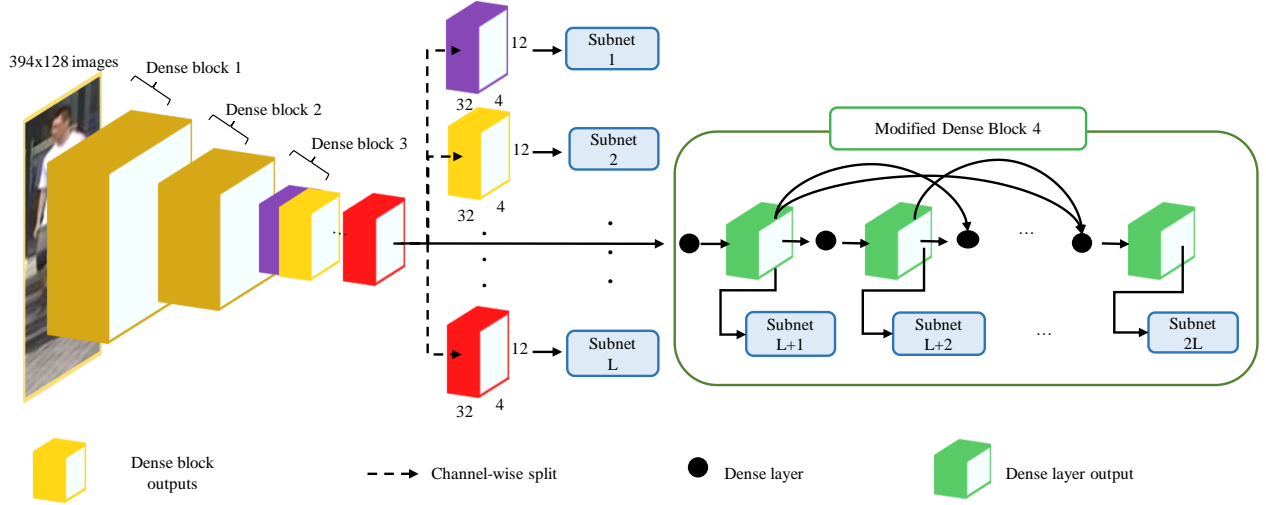 394x128 images
Dense block 1
Dense block 2
Dense block 3
...
12
32
4
Subnet
1
12
32
4
Subnet
2
12
32
4
Subnet
L
Modified Dense Block 4
...
Subnet
L+1
Subnet
L+2
...
Subnet
2L
Dense block
outputs
Channel-wise split
Dense layer
Dense layer output